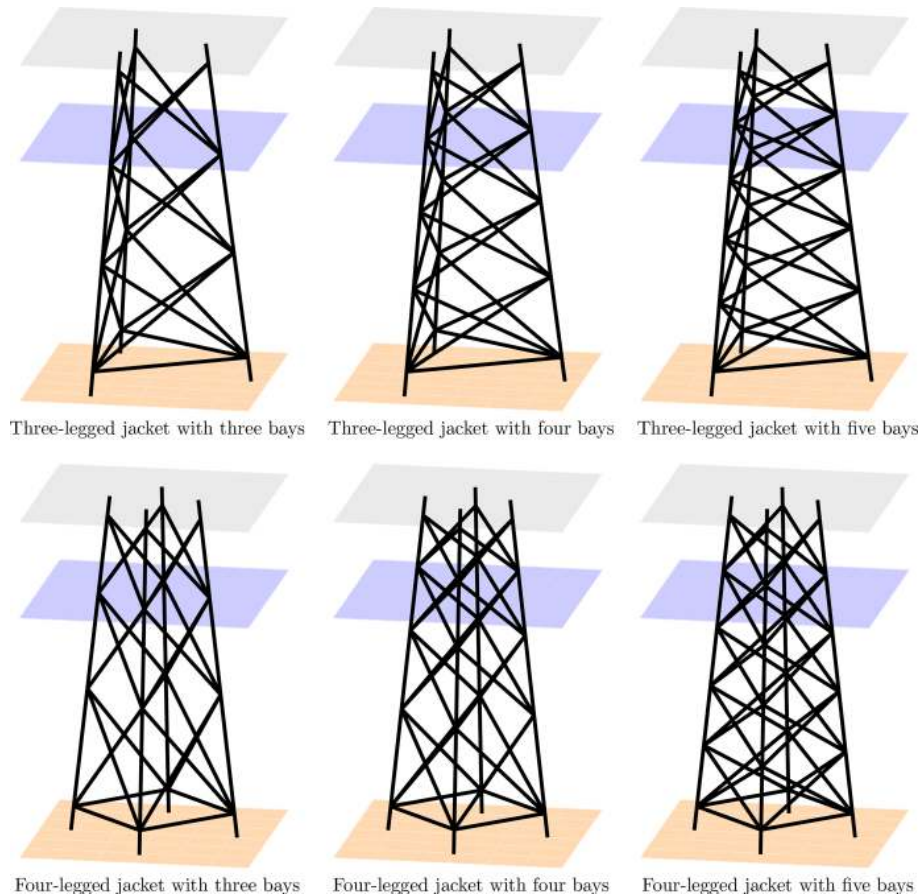 Three-legged jacket with three bays
Three-legged jacket with four bays
Three-legged jacket with five bays
Four-legged jacket with three bays
Four-legged jacket with four bays
Four-legged jacket with five bays